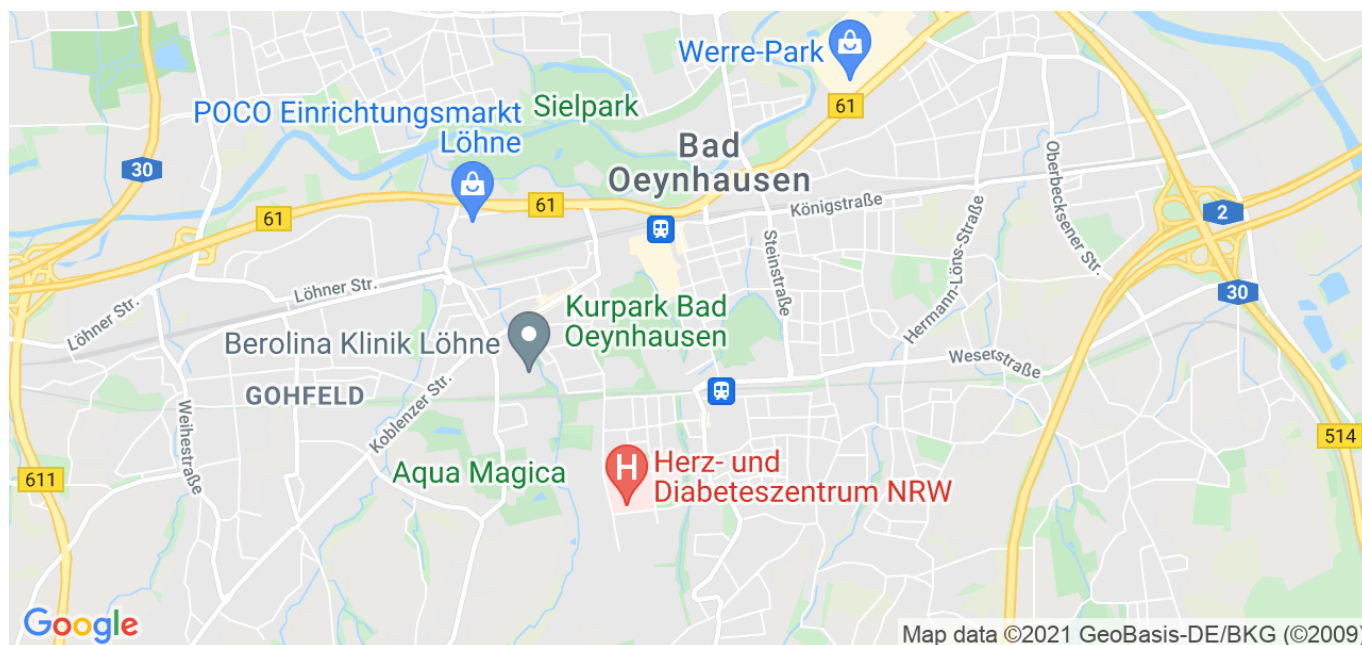 Werre-Park
61
POCO Einrichtungsmarkt
Löhne
Sielpark
Bad
Oeynhausen
30
61
61
Königstraße
Oberbecksener Str.
2
30
Steinstraße
Hermann-Löns-Straße
Löhner Str.
Löhner Str.
Kurpark Bad
Oeynhausen
Berolina Klinik Löhne
Weserstraße
GOHFELD
Koblenzer Str.
Weihestraße
514
611
Aqua Magica
H
Herz- und
Diabeteszentrum NRW
Google
Map data ©2021 GeoBasis-DE/BKG (©2009)